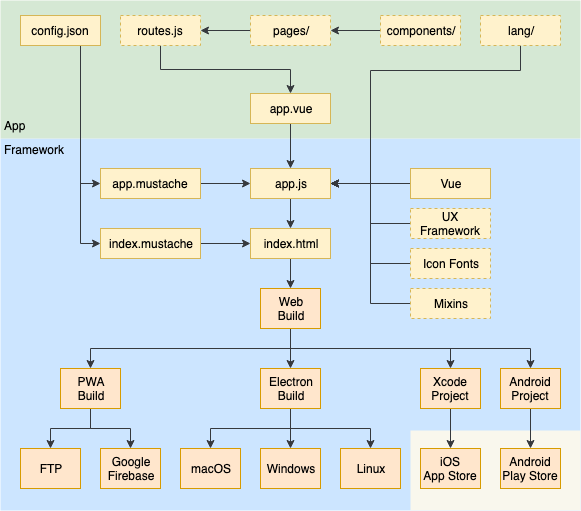 config.json
routes.js
pages/
components/
lang/
app.vue
App
Framework
app.mustache
app.js
Vue
UX
Framework
index.mustache
index.html
Icon Fonts
Web
Build
Mixins
PWA
Build
Electron
Build
Xcode
Project
Android
Project
FTP
Google
Firebase
macOS
Windows
Linux
iOS
App Store
Android
Play Store